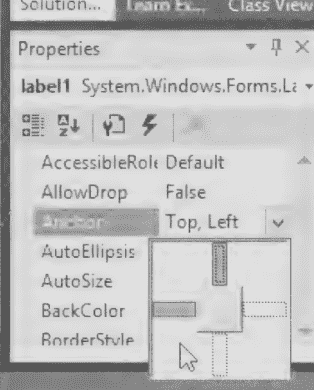 Solution... Team Ex... Class View
Properties
label1 System.Windows.Forms.La
AccessibleRole Default
AllowDrop False
Anchor Top, Left
AutoEllipsis
AutoSize
BackColor
BorderStyle